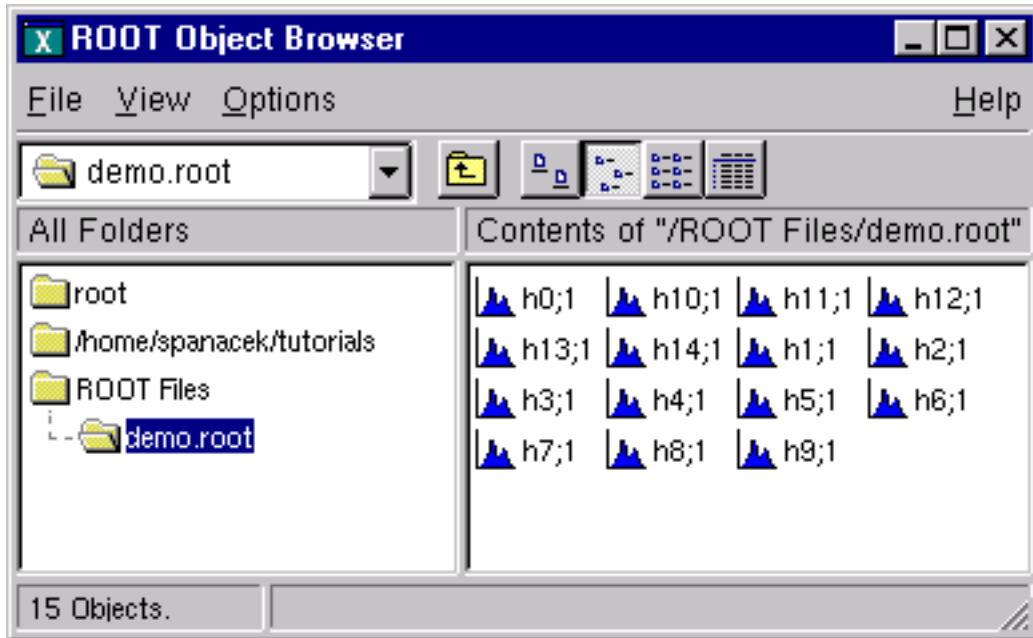 ROOT Object Browser
File View Options Help
demo.root
All Folders
Contents of "/ROOT Files/demo.root"
root
/home/spanacek/tutorials
ROOT Files
demo.root
h0;1 h10;1 h11;1 h12;1
h13;1 h14;1 h1;1 h2;1
h3;1 h4;1 h5;1 h6;1
h7;1 h8;1 h9;1
15 Objects.